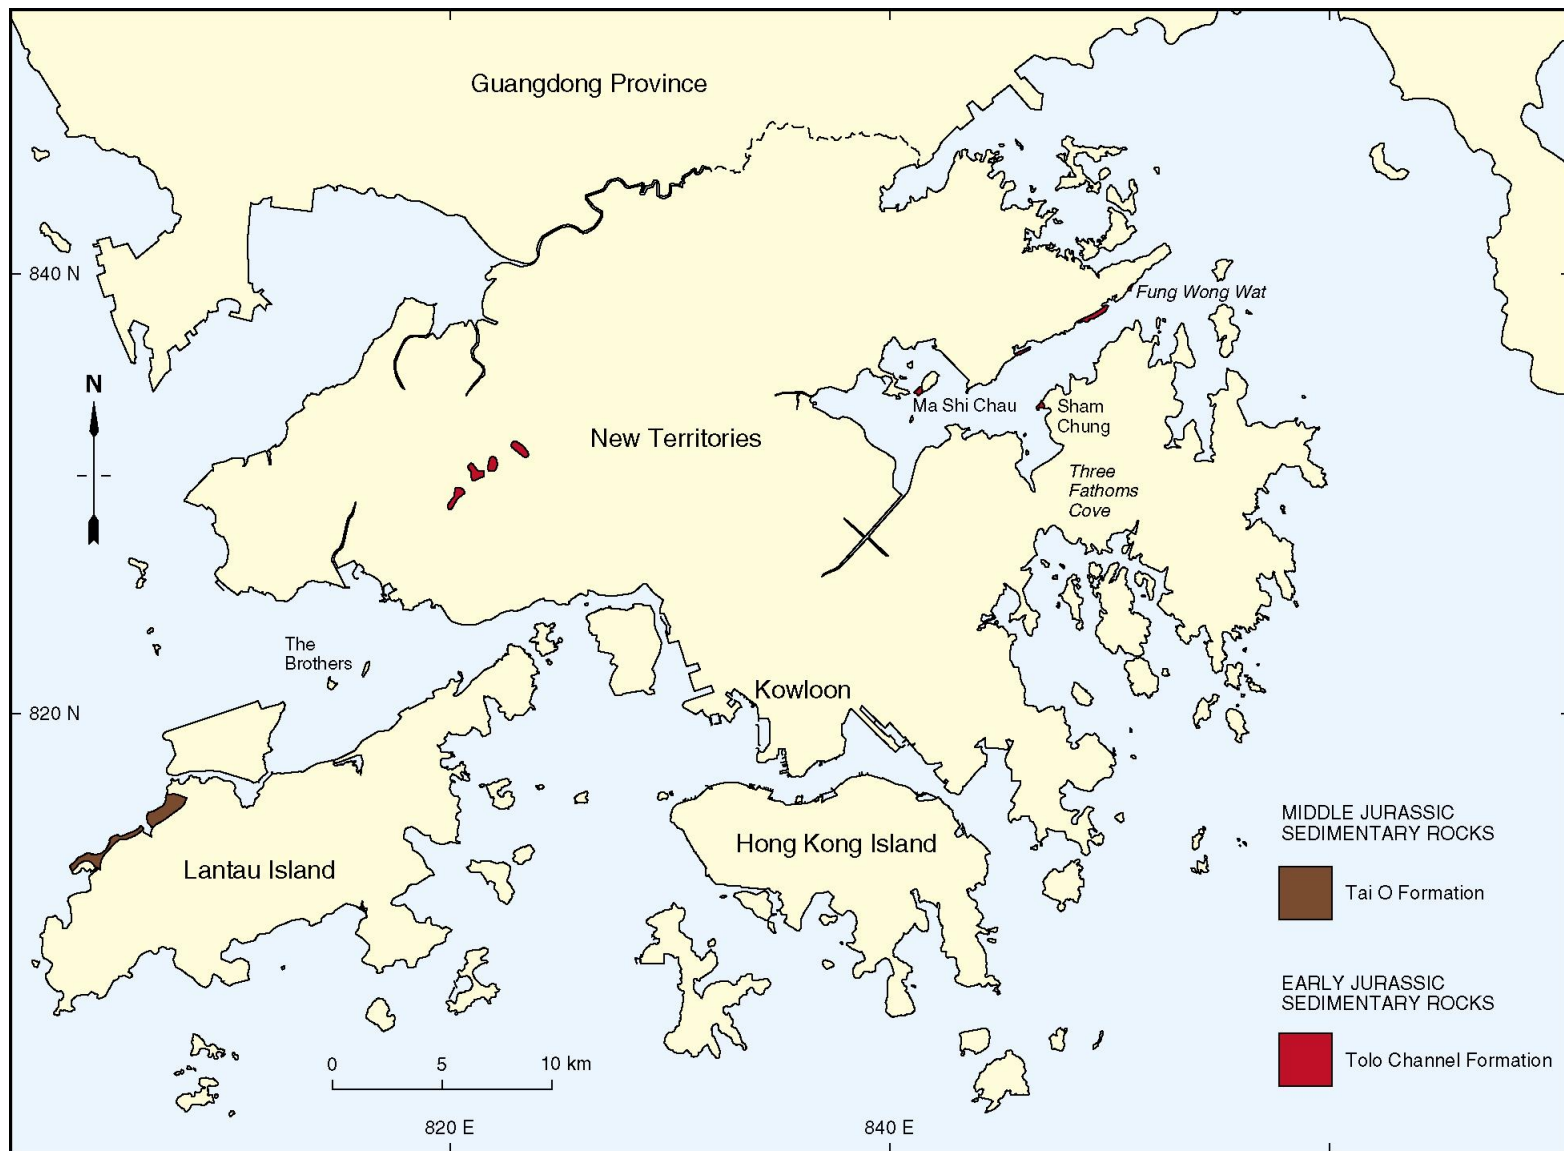 Guangdong Province
840 N
Fung Wong Wat
N
Ma Shi Chau
Sham
Chung
New Territories
Three
Fathoms
Cove
The
Brothers
Kowloon
820 N
MIDDLE JURASSIC
SEDIMENTARY ROCKS
Hong Kong Island
Lantau Island
Tai O Formation
EARLY JURASSIC
SEDIMENTARY ROCKS
0 5 10 km
Tolo Channel Formation
820 E
840 E